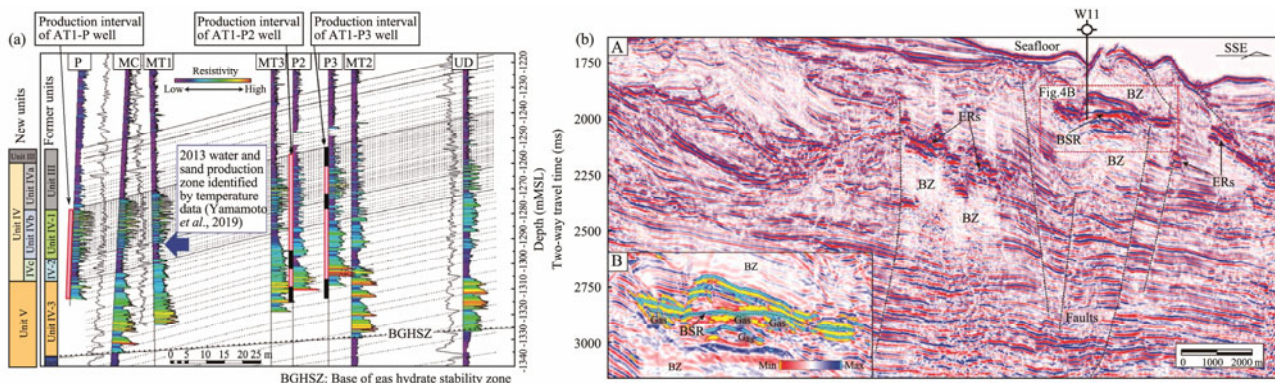 (a)
Production interval
of AT1-P well
Production interval
of AT1-P2 well
Production interval
of AT1-P3 well
P
MC
MT1
MT3
P2
P3
MT2
UD
Resistivity
Low
High
New units
Former units
Unit III
Unit IV
Unit IVa
Unit IVb
IVc
Unit V
Unit III
Unit IV-1
IV-2
Unit IV-3
2013 water and
sand production
zone identified
by temperature
data (Yamamoto
et al., 2019)
BGHSZ
0 5 10 15 20 25 m
BGHSZ: Base of gas hydrate stability zone
-1220
-1230
-1240
-1250
-1260
-1270
-1280
-1290
-1300
-1310
-1320
-1330
-1340
Depth (mMSL)
(b)
A
W11
Seafloor
SSE
Fig.4B
BZ
BSR
BZ
ERs
ERs
BZ
BZ
Faults
1750
2000
2250
2500
2750
3000
Two-way travel time (ms)
B
BZ
Gas
Gas
Gas
BSR
Gas
BZ
Min
Max
0 1000 2000 m